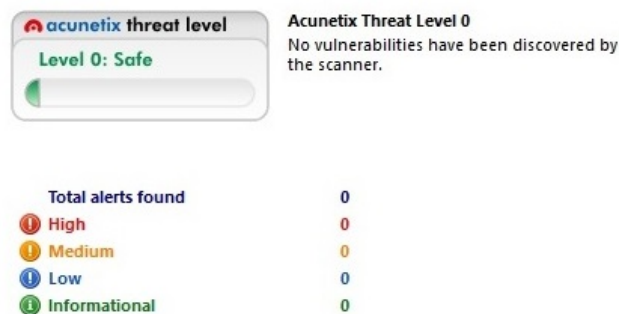 acunetix threat level
Level 0: Safe
Acunetix Threat Level 0
No vulnerabilities have been discovered by
the scanner.
Total alerts found 0
High 0
Medium 0
Low 0
Informational 0